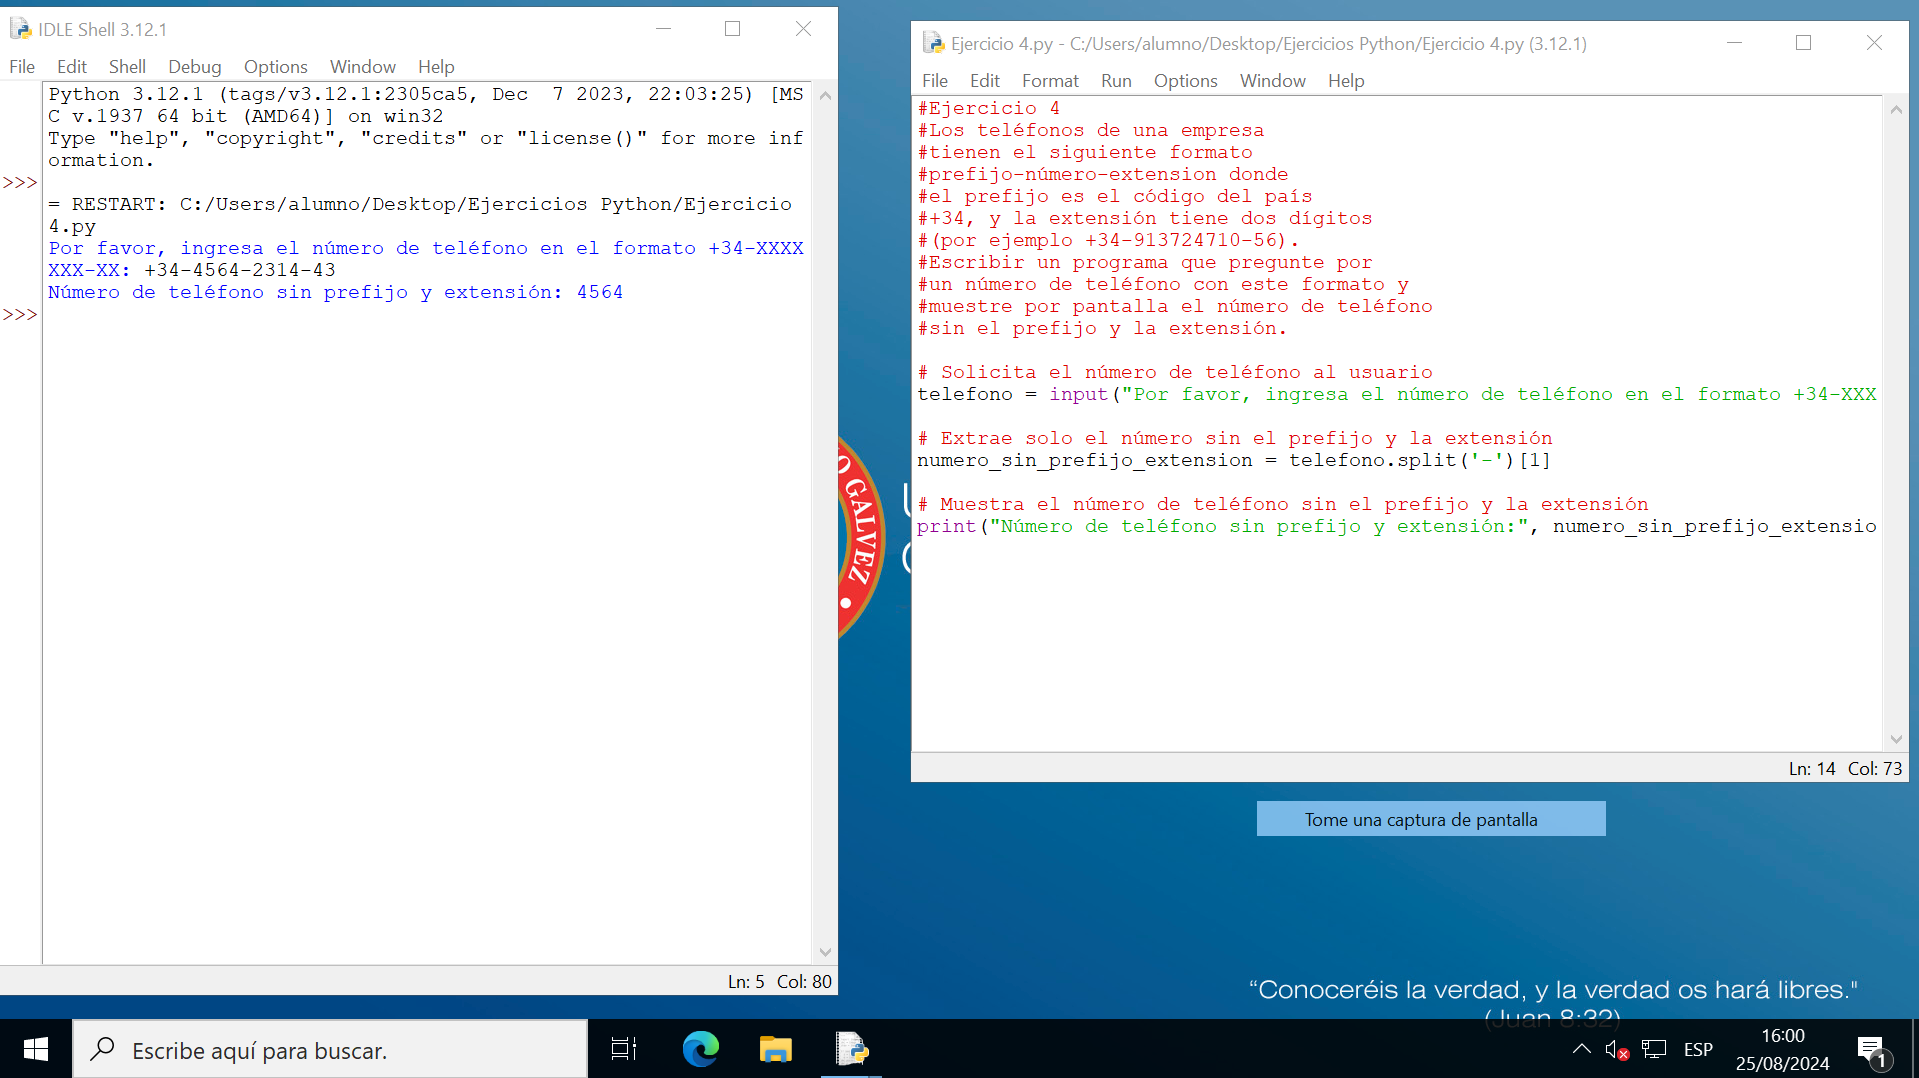 IDLE Shell 3.12.1
File Edit Shell Debug Options Window Help
Python 3.12.1 (tags/v3.12.1:2305ca5, Dec  7 2023, 22:03:25) [MS
C v.1937 64 bit (AMD64)] on win32
Type "help", "copyright", "credits" or "license()" for more inf
ormation.
>>>
= RESTART: C:/Users/alumno/Desktop/Ejercicios Python/Ejercicio
4.py
Por favor, ingresa el número de teléfono en el formato +34-XXXX
XXX-XX: +34-4564-2314-43
Número de teléfono sin prefijo y extensión: 4564
>>>
Ln: 5 Col: 80
Ejercicio 4.py - C:/Users/alumno/Desktop/Ejercicios Python/Ejercicio 4.py (3.12.1)
File Edit Format Run Options Window Help
#Ejercicio 4
#Los teléfonos de una empresa
#tienen el siguiente formato
#prefijo-número-extension donde
#el prefijo es el código del país
#+34, y la extensión tiene dos dígitos
#(por ejemplo +34-913724710-56).
#Escribir un programa que pregunte por
#un número de teléfono con este formato y
#muestre por pantalla el número de teléfono
#sin el prefijo y la extensión.
# Solicita el número de teléfono al usuario
telefono = input("Por favor, ingresa el número de teléfono en el formato +34-XXX
# Extrae solo el número sin el prefijo y la extensión
numero_sin_prefijo_extension = telefono.split('-')[1]
# Muestra el número de teléfono sin el prefijo y la extensión
print("Número de teléfono sin prefijo y extensión:", numero_sin_prefijo_extensio
Ln: 14 Col: 73
GALVEZ
Tome una captura de pantalla
“Conoceréis la verdad, y la verdad os hará libres."
(Juan 8:32)
Escribe aquí para buscar.
ESP
16:00
25/08/2024
1